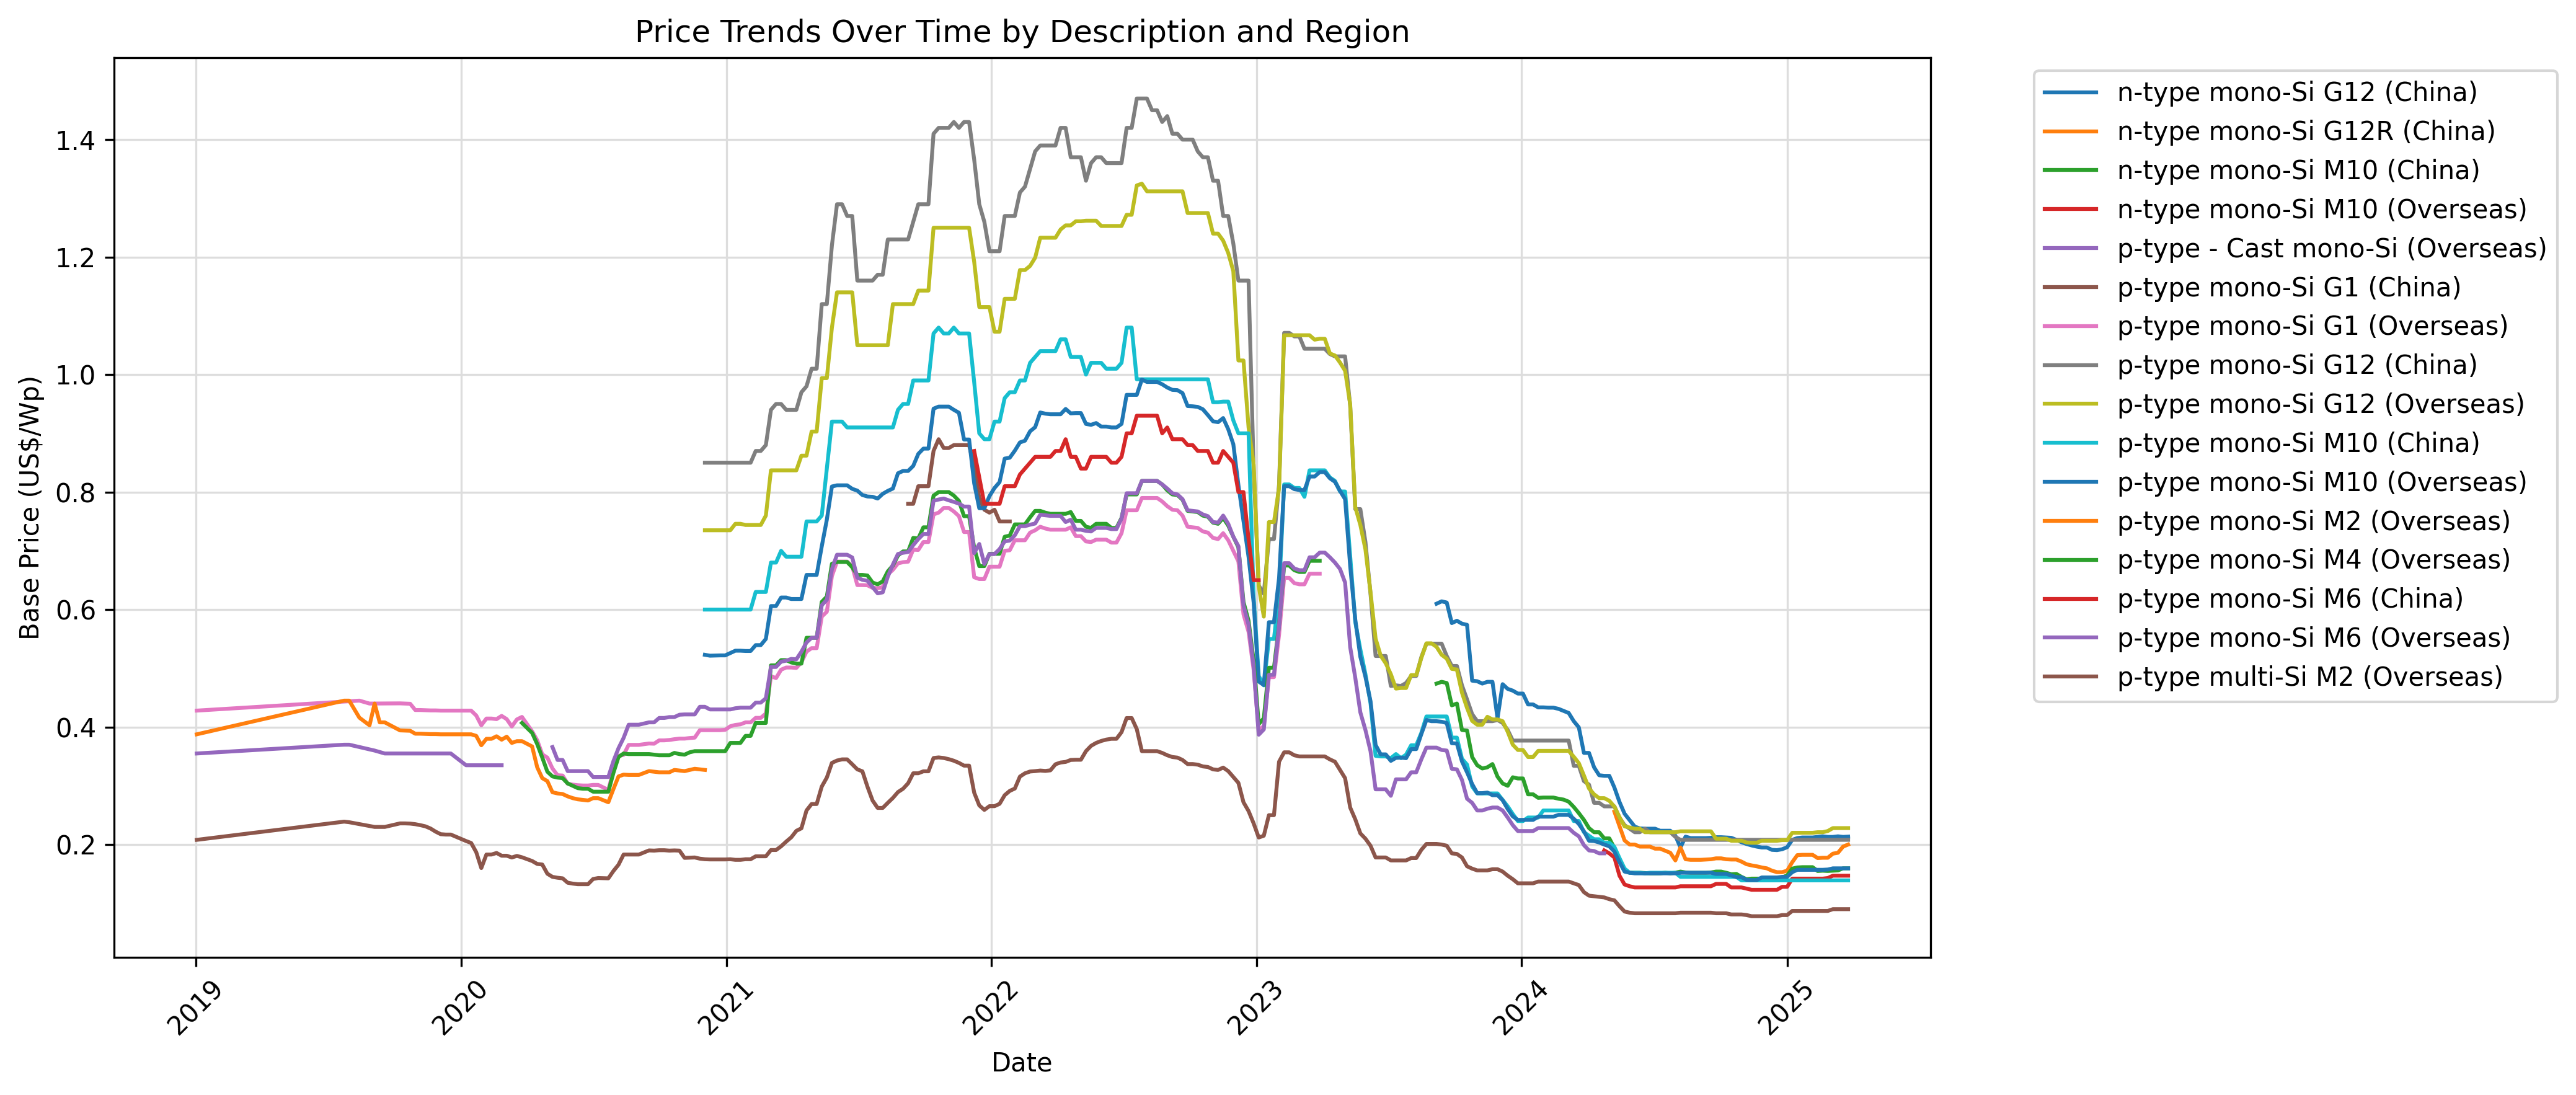 Price Trends Over Time by Description and Region
Base Price (US$/Wp)
1.4
1.2
1.0
0.8
0.6
0.4
0.2
2019
2020
2021
2022
2023
2024
2025
Date
n-type mono-Si G12 (China)
n-type mono-Si G12R (China)
n-type mono-Si M10 (China)
n-type mono-Si M10 (Overseas)
p-type - Cast mono-Si (Overseas)
p-type mono-Si G1 (China)
p-type mono-Si G1 (Overseas)
p-type mono-Si G12 (China)
p-type mono-Si G12 (Overseas)
p-type mono-Si M10 (China)
p-type mono-Si M10 (Overseas)
p-type mono-Si M2 (Overseas)
p-type mono-Si M4 (Overseas)
p-type mono-Si M6 (China)
p-type mono-Si M6 (Overseas)
p-type multi-Si M2 (Overseas)